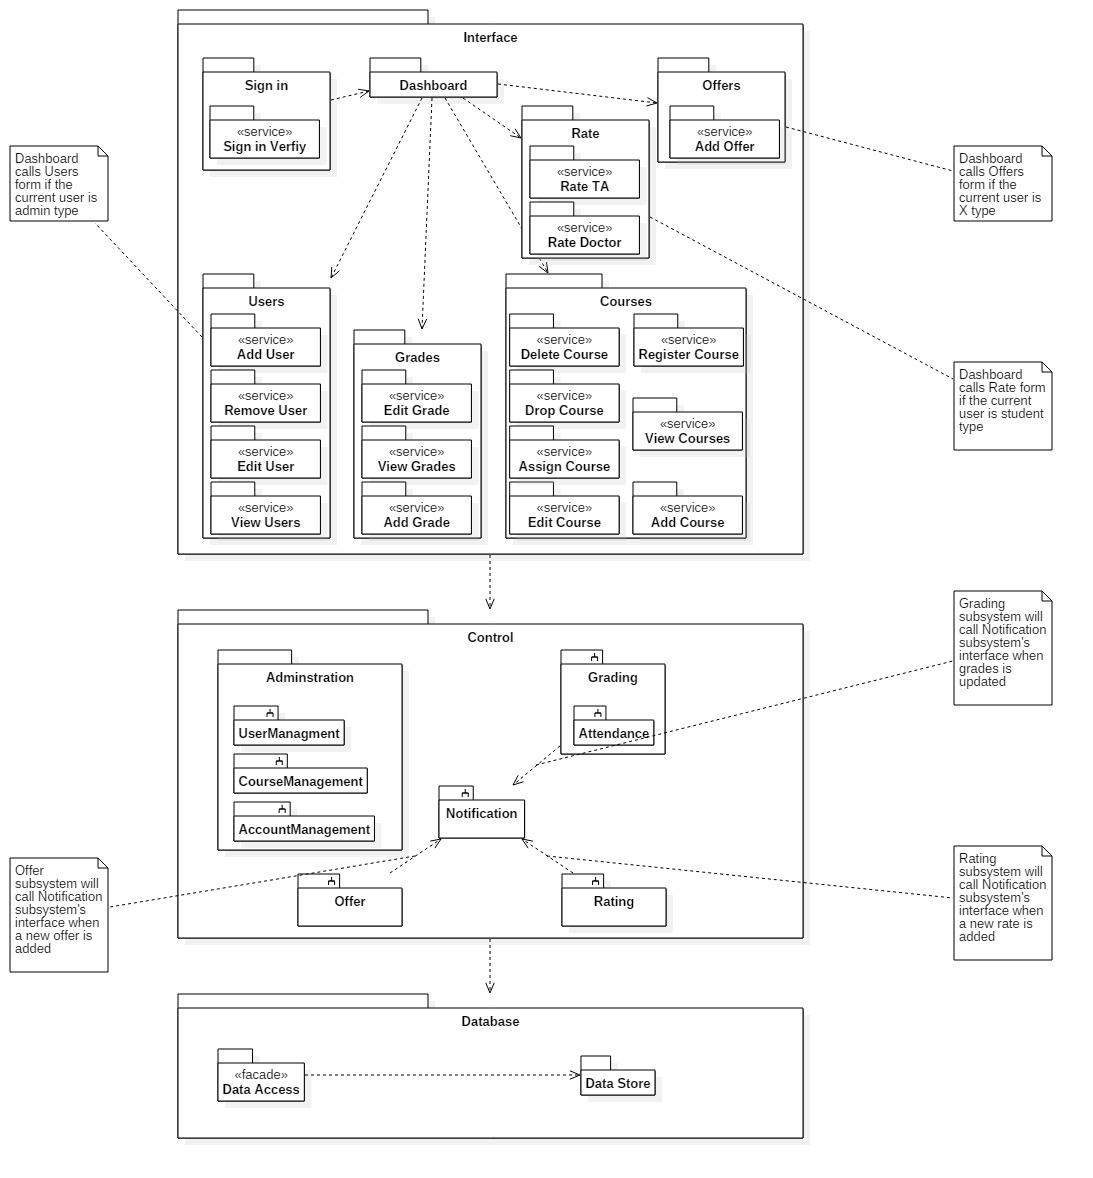 Interface
Sign in
«service»
Sign in Verfiy
Dashboard
Offers
«service»
Add Offer
Rate
«service»
Rate TA
«service»
Rate Doctor
Dashboard
calls Users
form if the
current user is
admin type
Dashboard
calls Offers
form if the
current user is
X type
Users
«service»
Add User
«service»
Remove User
«service»
Edit User
«service»
View Users
Grades
«service»
Edit Grade
«service»
View Grades
«service»
Add Grade
Courses
«service»
Delete Course
«service»
Register Course
«service»
Drop Course
«service»
View Courses
«service»
Assign Course
«service»
Edit Course
«service»
Add Course
Dashboard
calls Rate form
if the current
user is student
type
Control
Adminstration
UserManagment
CourseManagement
AccountManagement
Grading
Attendance
Notification
Offer
Rating
Grading
subsystem will
call Notification
subsystem's
interface when
grades is
updated
Offer
subsystem will
call Notification
subsystem's
interface when
a new offer is
added
Rating
subsystem will
call Notification
subsystem's
interface when
a new rate is
added
Database
«facade»
Data Access
Data Store